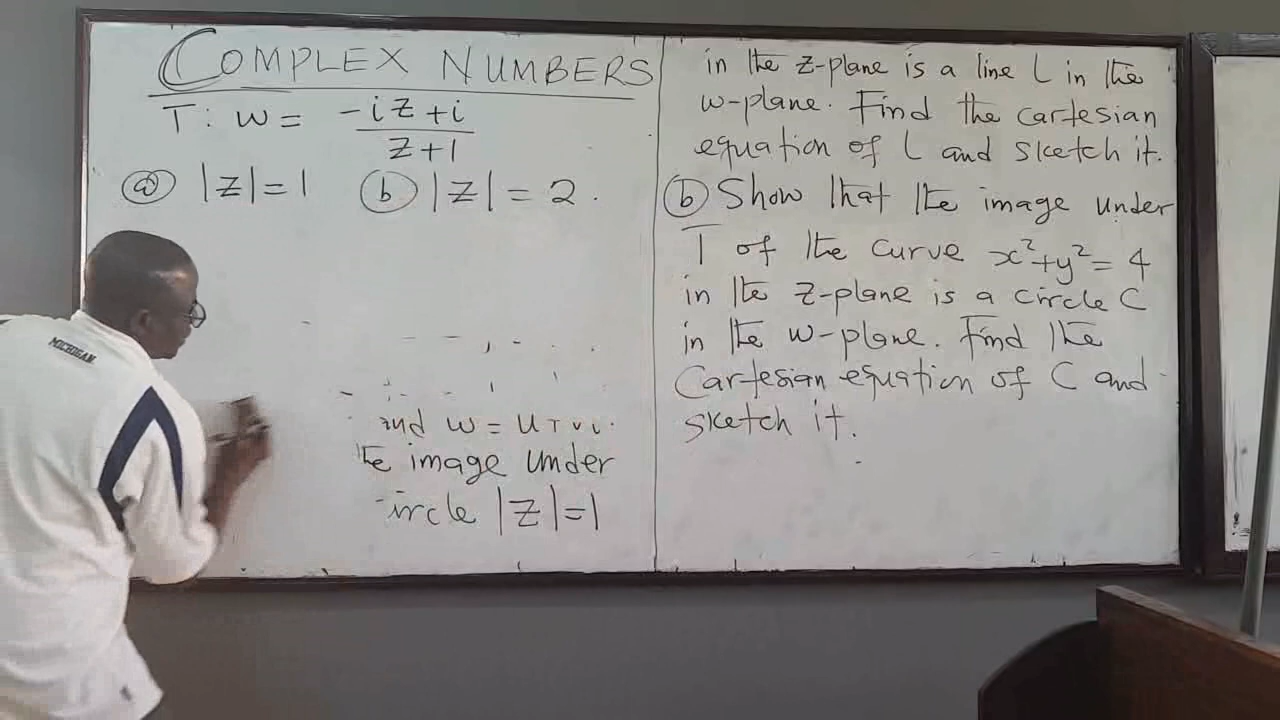 COMPLEX NUMBERS
T: w = -iz+i / z+1
(a) |z|=1 (b) |z| = 2.
and w = u+vi.
the image under
circle |z|=1
in the z-plane is a line L in the
w-plane. Find the cartesian
equation of L and sketch it.
(b) Show that the image under
T of the curve x²+y²=4
in the z-plane is a circle C
in the w-plane. Find the
Cartesian equation of C and
sketch it.
MICHIGAN